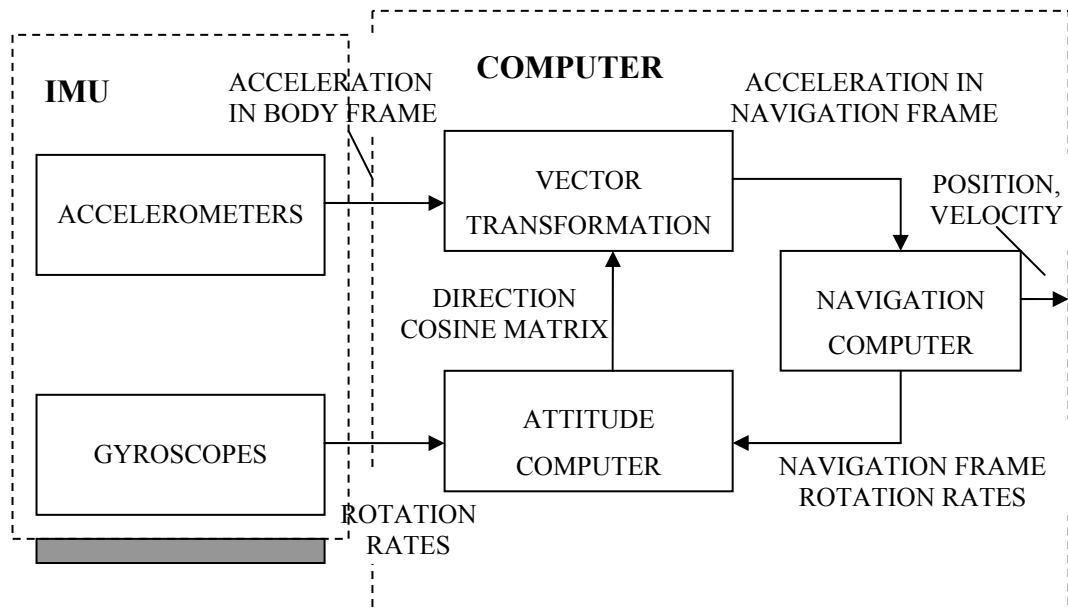 IMU
COMPUTER
ACCELERATION
IN BODY FRAME
ACCELERATION IN
NAVIGATION FRAME
ACCELEROMETERS
VECTOR
TRANSFORMATION
POSITION,
VELOCITY
DIRECTION
COSINE MATRIX
NAVIGATION
COMPUTER
GYROSCOPES
ATTITUDE
COMPUTER
NAVIGATION FRAME
ROTATION RATES
ROTATION
RATES